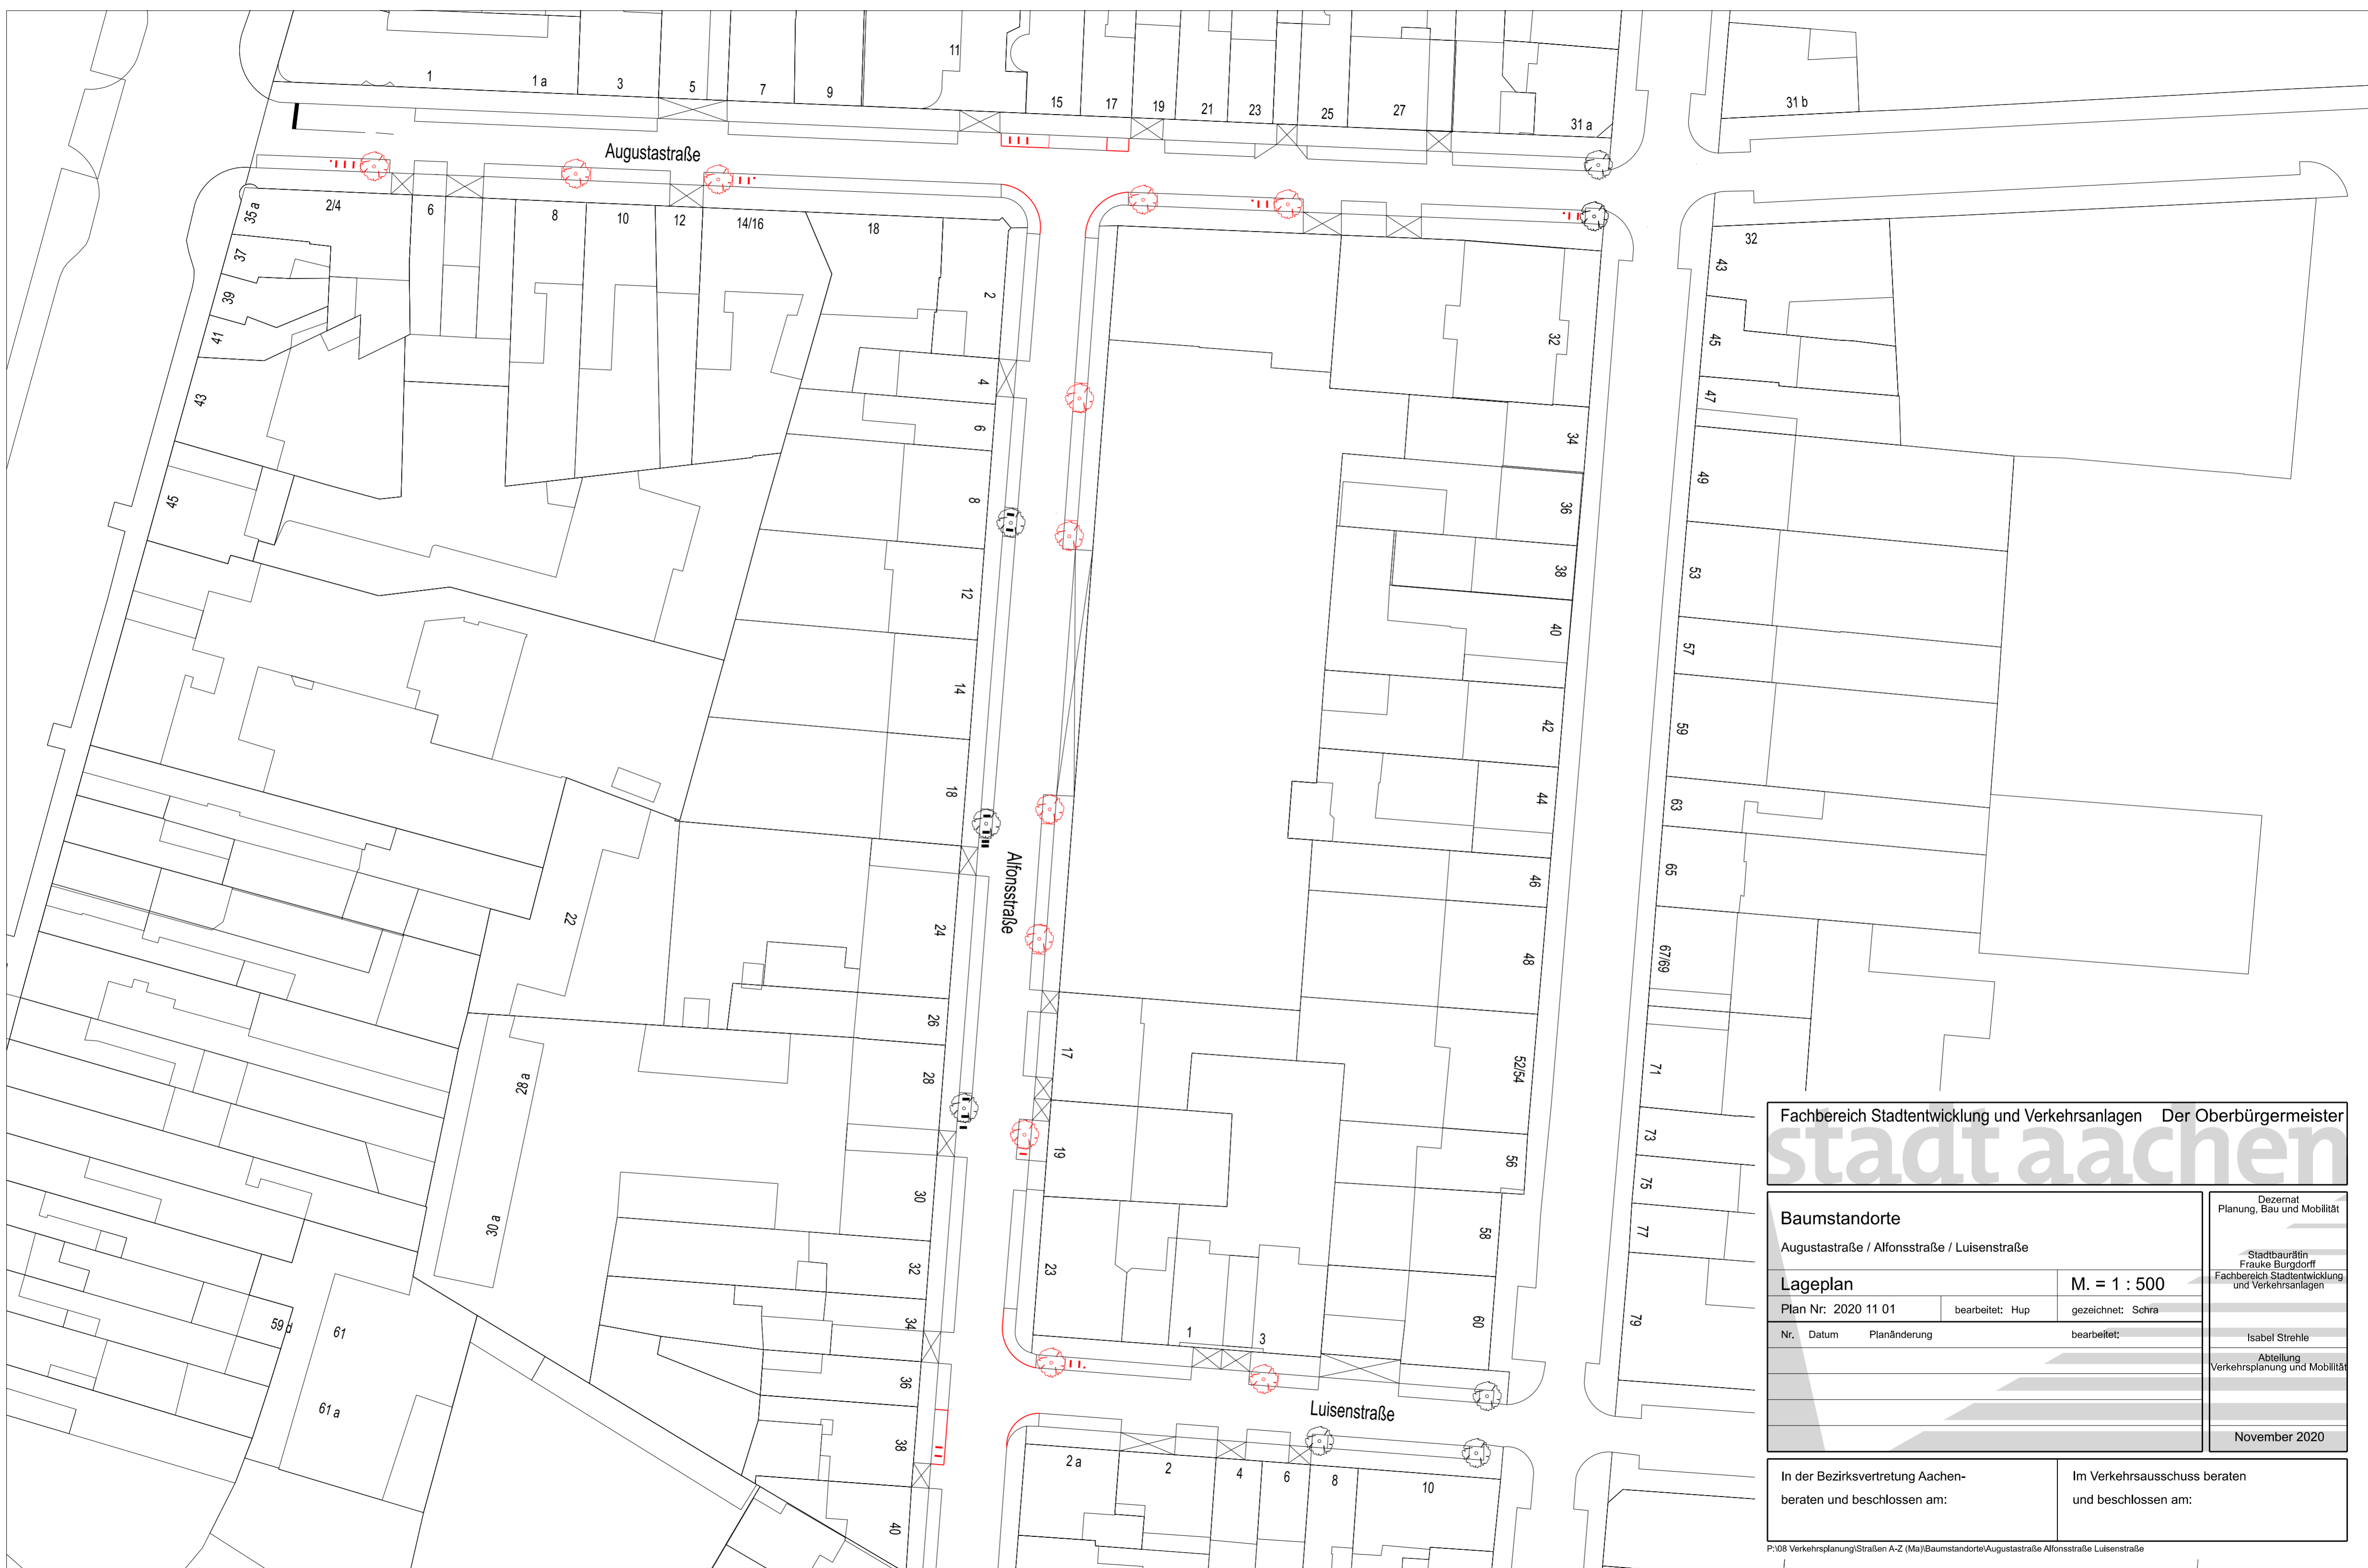 1
1 a
3
5
7
9
11
15
17
19
21
23
25
27
31 a
31 b
Augustastraße
35 a
2/4
6
8
10
12
14/16
18
32
37
39
41
43
45
2
4
6
8
12
14
18
22
24
26
28
28 a
30 a
30
32
34
36
38
40
Alfonsstraße
17
19
23
1
3
32
34
36
38
40
42
44
46
48
52/54
56
58
60
43
45
47
49
53
57
59
63
65
67/69
71
73
75
77
79
59 d
61
61 a
Luisenstraße
2 a
2
4
6
8
10
Fachbereich Stadtentwicklung und Verkehrsanlagen Der Oberbürgermeister
stadt aachen
Baumstandorte
Augustastraße / Alfonsstraße / Luisenstraße
Lageplan M. = 1 : 500
Plan Nr: 2020 11 01 bearbeitet: Hup gezeichnet: Schra
Nr. Datum Planänderung bearbeitet:
Dezernat
Planung, Bau und Mobilität
Stadtbaurätin
Frauke Burgdorff
Fachbereich Stadtentwicklung
und Verkehrsanlagen
Isabel Strehle
Abteilung
Verkehrsplanung und Mobilität
November 2020
In der Bezirksvertretung Aachen-
beraten und beschlossen am:
Im Verkehrsausschuss beraten
und beschlossen am:
P:\08 Verkehrsplanung\Straßen A-Z (Ma)\Baumstandorte\Augustastraße Alfonsstraße Luisenstraße